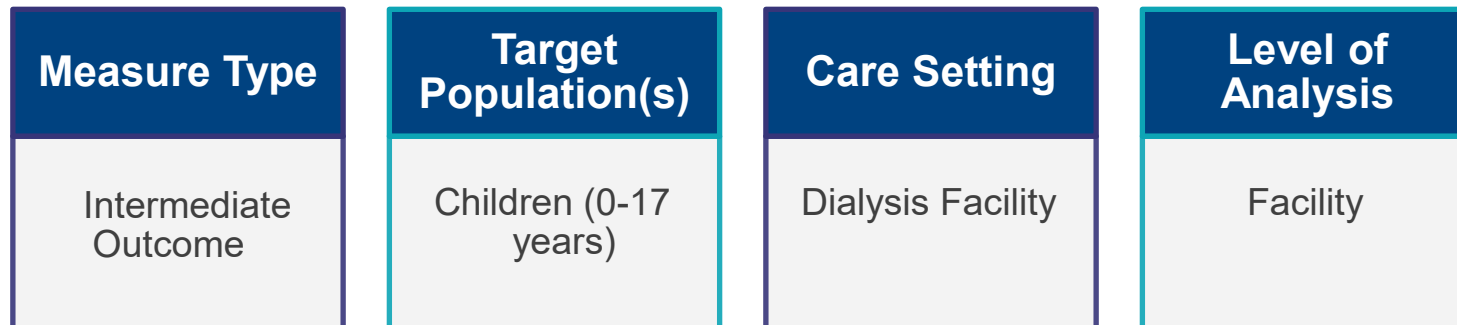 Measure Type
Intermediate
Outcome
Target
Population(s)
Children (0-17
years)
Care Setting
Dialysis Facility
Level of
Analysis
Facility